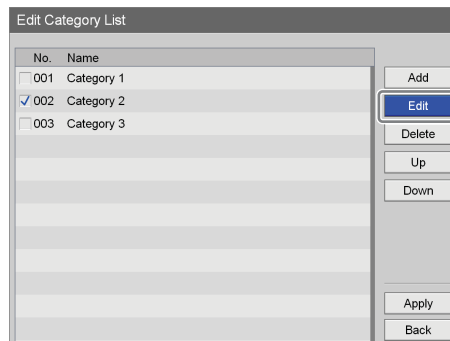 Edit Category List
No. Name
001 Category 1
002 Category 2
003 Category 3
Add
Edit
Delete
Up
Down
Apply
Back